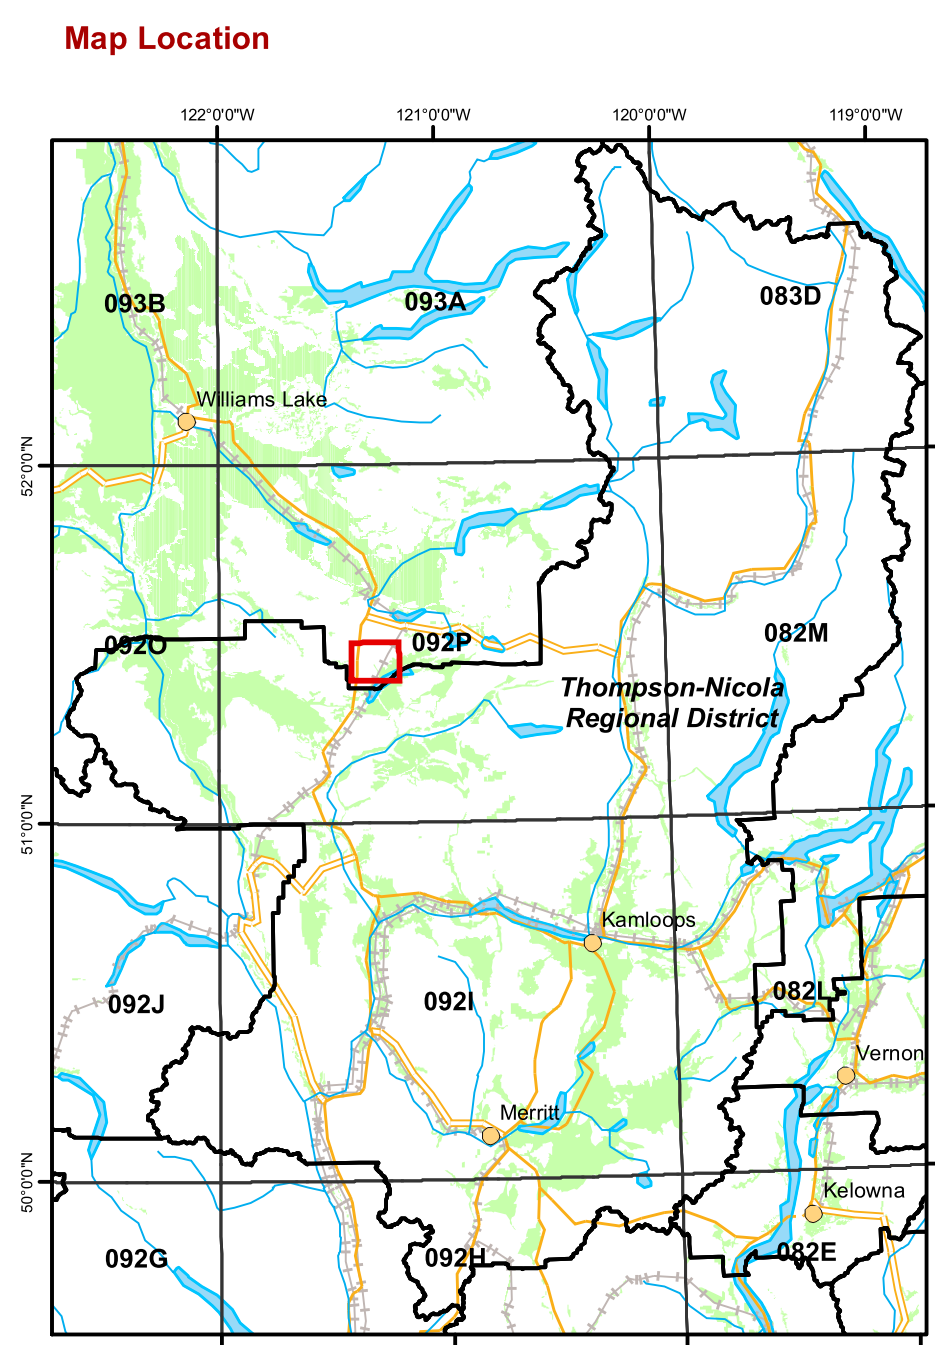 Map Location
122°0'0"W
121°0'0"W
120°0'0"W
119°0'0"W
093B
093A
083D
Williams Lake
52°0'0"N
092O
092P
082M
Thompson-Nicola
Regional District
51°0'0"N
Kamloops
092J
092I
082L
Vernon
Merritt
50°0'0"N
Kelowna
092G
092H
082E